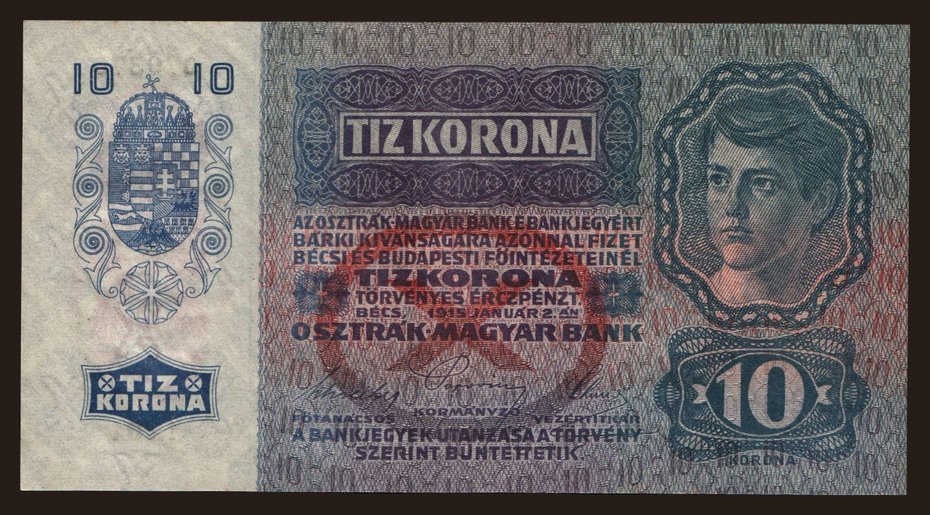 10 10
TIZ KORONA
AZ OSZTRÁK-MAGYAR BANK E BANKJEGYÉRT
BÁRKI KIVÁNSÁGÁRA AZONNAL FIZET
BÉCSI ÉS BUDAPESTI FŐINTÉZETEINÉL
TIZ KORONA
TÖRVÉNYES ÉRCZPÉNZT.
BÉCS, 1915 JANUÁR 2.ÁN
OSZTRÁK-MAGYAR BANK
TIZ
KORONA
KORMÁNYZÓ
FŐTANÁCSOS VEZÉRTITKÁR
A BANKJEGYEK UTÁNZÁSA A TÖRVÉNY
SZERINT BÜNTETTETIK.
10
KORONA